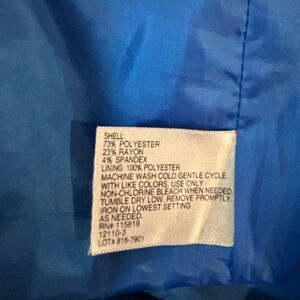 SHELL:
73% POLYESTER
23% RAYON
4% SPANDEX
LINING: 100% POLYESTER
MACHINE WASH COLD GENTLE CYCLE
WITH LIKE COLORS. USE ONLY
NON-CHLORINE BLEACH WHEN NEEDED
TUMBLE DRY LOW. REMOVE PROMPTLY.
IRON ON LOWEST SETTING
AS NEEDED
RN# 115819
12110-3
LOT# 816-7901